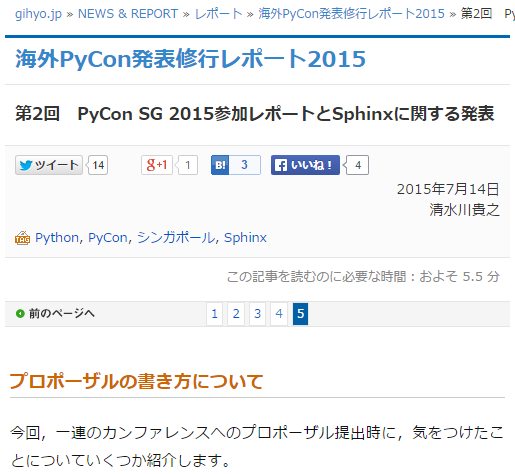 gihyo.jp » NEWS & REPORT » レポート » 海外PyCon発表修行レポート2015 » 第2回 Py
海外PyCon発表修行レポート2015
第2回 PyCon SG 2015参加レポートとSphinxに関する発表
ツイート 14 g+1 1 B! 3 いいね! 4
2015年7月14日
清水川貴之
TAG Python, PyCon, シンガポール, Sphinx
この記事を読むのに必要な時間:およそ 5.5 分
前のページへ 1 2 3 4 5
プロポーザルの書き方について
今回，一連のカンファレンスへのプロポーザル提出時に，気をつけたこ
とについていくつか紹介します。